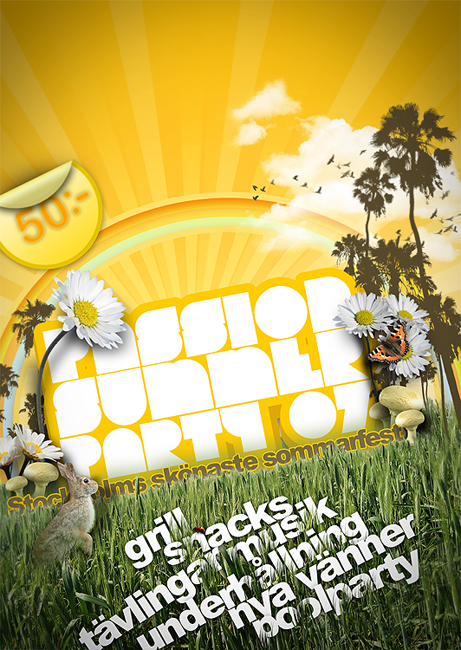 50:-
PASSION
SUMMER
PARTY 07
Stockholms skönaste sommarfest
grill
snacks
tävlingar musik
underhållning
nya vänner
poolparty